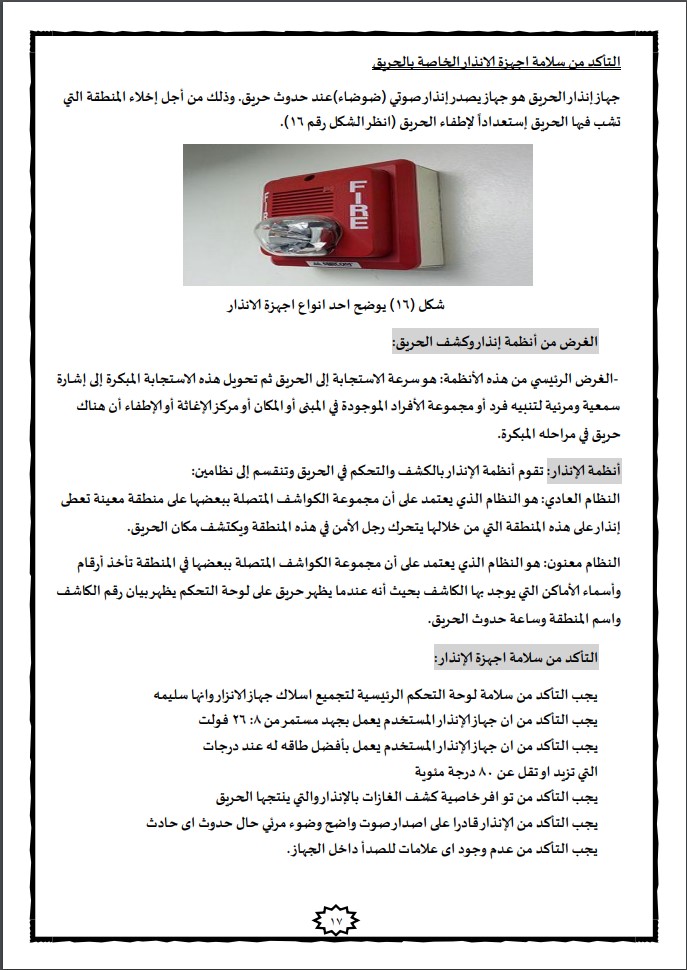 التأكد من سلامة اجهزة الانذار الخاصة بالحريق
جهاز إنذار الحريق هو جهاز يصدر إنذار صوتي (ضوضاء)عند حدوث حريق. وذلك من أجل إخلاء المنطقة التي
تشب فيها الحريق إستعداداً لإطفاء الحريق (انظر الشكل رقم ١٦).
FIRE
FIRE
شكل (١٦) يوضح احد انواع اجهزة الانذار
الغرض من أنظمة إنذار وكشف الحريق:
-الغرض الرئيسي من هذه الأنظمة: هو سرعة الاستجابة إلى الحريق ثم تحويل هذه الاستجابة المبكرة إلى إشارة
سمعية ومرئية لتنبيه فرد أو مجموعة الأفراد الموجودة في المبنى أو المكان أو مركز الإغاثة أو الإطفاء أن هناك
حريق في مراحله المبكرة.
أنظمة الإنذار: تقوم أنظمة الإنذار بالكشف والتحكم في الحريق وتنقسم إلى نظامين:
النظام العادي: هو النظام الذي يعتمد على أن مجموعة الكواشف المتصلة ببعضها على منطقة معينة تعطى
إنذار على هذه المنطقة التي من خلالها يتحرك رجل الأمن في هذه المنطقة ويكتشف مكان الحريق.
النظام معنون: هو النظام الذي يعتمد على أن مجموعة الكواشف المتصلة ببعضها في المنطقة تأخذ أرقام
وأسماء الأماكن التي يوجد بها الكاشف بحيث أنه عندما يظهر حريق على لوحة التحكم يظهر بيان رقم الكاشف
واسم المنطقة وساعة حدوث الحريق.
التأكد من سلامة اجهزة الإنذار:
يجب التأكد من سلامة لوحة التحكم الرئيسية لتجميع اسلاك جهاز الانزار وانها سليمه
يجب التأكد من ان جهاز الإنذار المستخدم يعمل بجهد مستمر من ٨: ٢٦ فولت
يجب التأكد من ان جهاز الإنذار المستخدم يعمل بأفضل طاقه له عند درجات
التي تزيد او تقل عن ٨٠ درجة مئوية
يجب التأكد من تو افر خاصية كشف الغازات بالإنذار والتي ينتجها الحريق
يجب التأكد من الإنذار قادرا على اصدار صوت واضح وضوء مرئي حال حدوث اى حادث
يجب التأكد من عدم وجود اى علامات للصدأ داخل الجهاز.
١٧